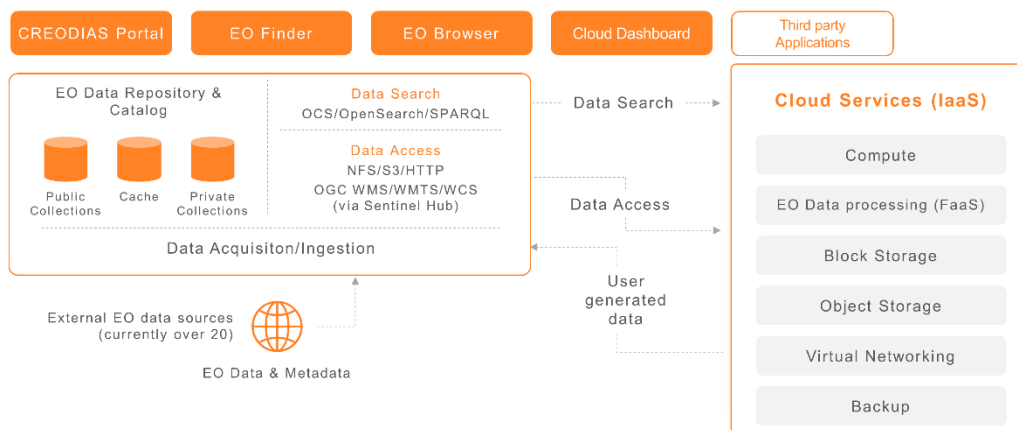 CREODIAS Portal
EO Finder
EO Browser
Cloud Dashboard
Third party
Applications
EO Data Repository &
Catalog
Public
Collections
Cache
Private
Collections
Data Search
OCS/OpenSearch/SPARQL
Data Access
NFS/S3/HTTP
OGC WMS/WMTS/WCS
(via Sentinel Hub)
Data Acquisiton/Ingestion
External EO data sources
(currently over 20)
EO Data & Metadata
Data Search
Data Access
User
generated
data
Cloud Services (IaaS)
Compute
EO Data processing (FaaS)
Block Storage
Object Storage
Virtual Networking
Backup